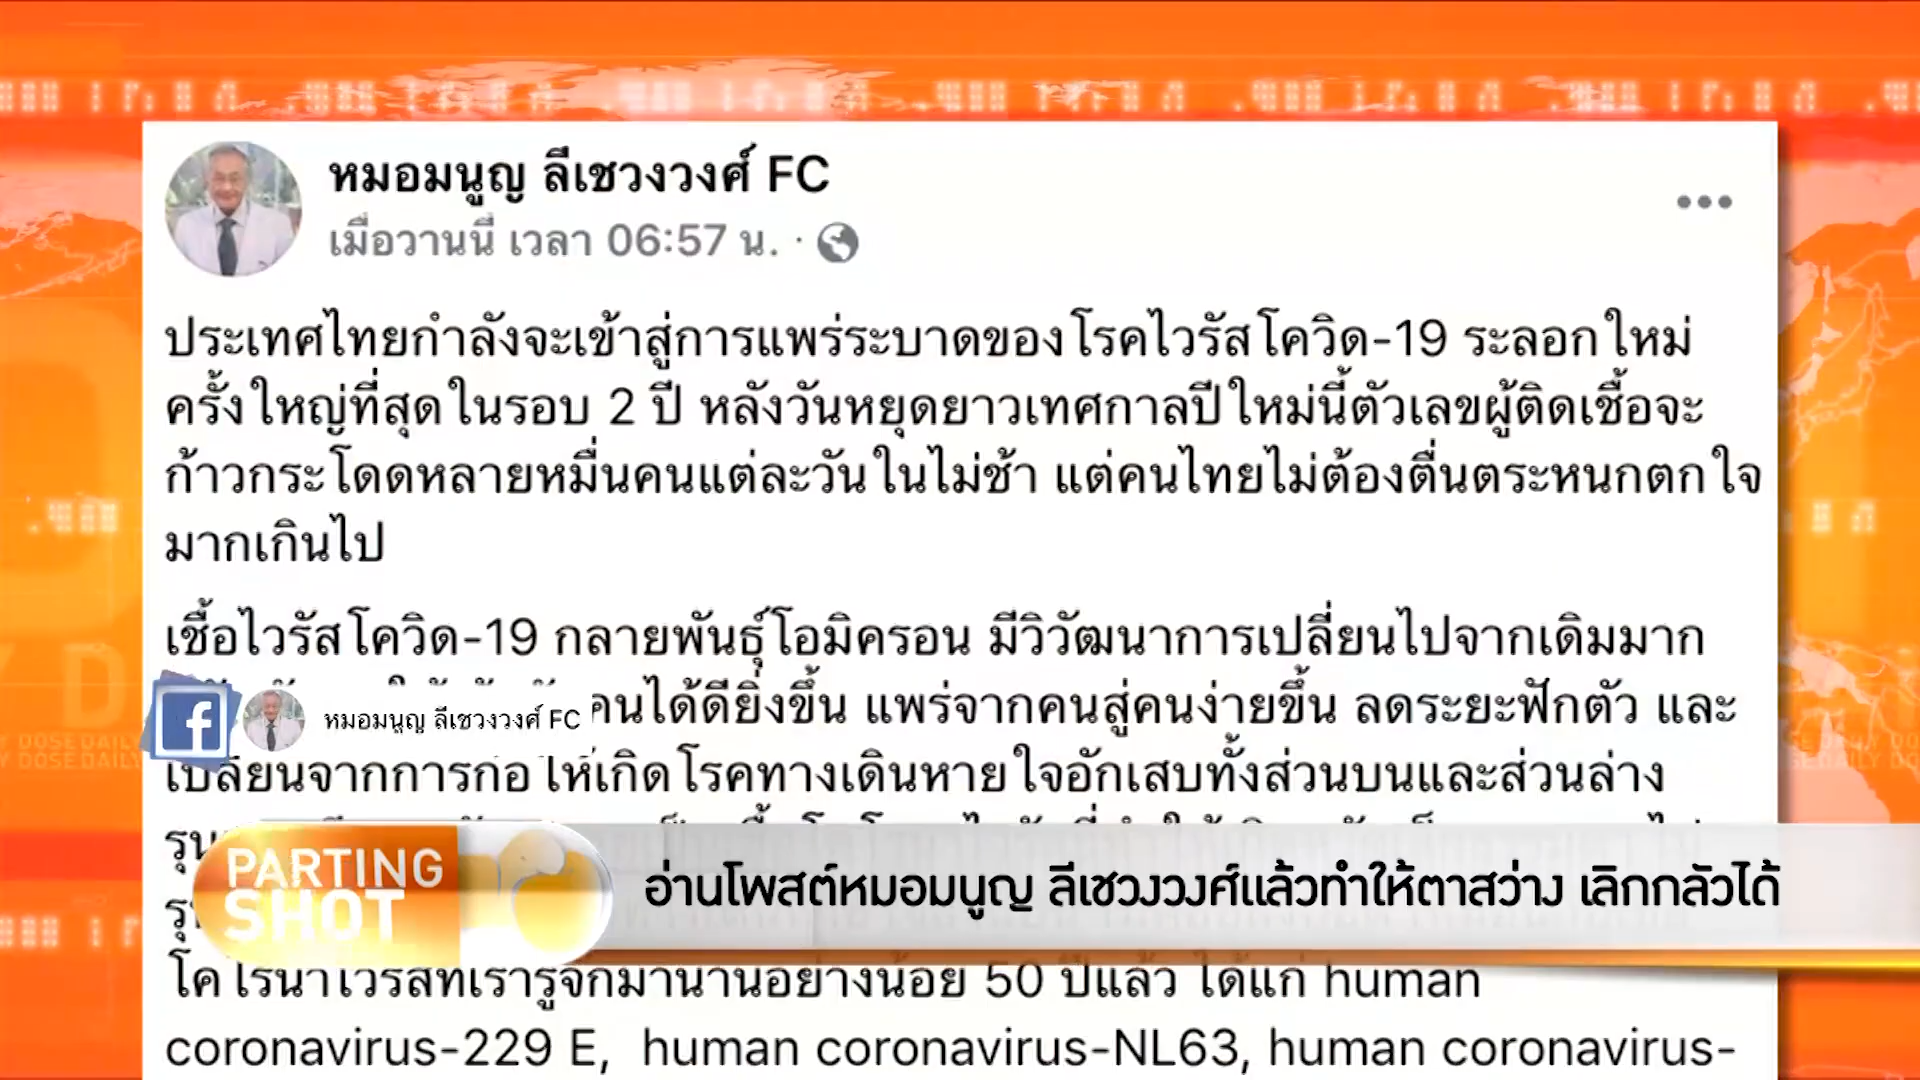 หมอมนูญ ลีเชวงวงศ์ FC
เมื่อวานนี้ เวลา 06:57 น. ·
ประเทศไทยกำลังจะเข้าสู่การแพร่ระบาดของโรคไวรัสโควิด-19 ระลอกใหม่
ครั้งใหญ่ที่สุดในรอบ 2 ปี หลังวันหยุดยาวเทศกาลปีใหม่นี้ตัวเลขผู้ติดเชื้อจะ
ก้าวกระโดดหลายหมื่นคนแต่ละวันในไม่ช้า แต่คนไทยไม่ต้องตื่นตระหนกตกใจ
มากเกินไป
เชื้อไวรัสโควิด-19 กลายพันธุ์โอมิครอน มีวิวัฒนาการเปลี่ยนไปจากเดิมมาก
คนได้ดียิ่งขึ้น แพร่จากคนสู่คนง่ายขึ้น ลดระยะฟักตัว และ
หมอมนูญ ลีเชวงวงศ์ FC
เปลี่ยนจากการก่อให้เกิดโรคทางเดินหายใจอักเสบทั้งส่วนบนและส่วนล่าง
PARTING
SHOT
อ่านโพสต์หมอมนูญ ลีเชวงวงศ์แล้วทำให้ตาสว่าง เลิกกลัวได้
โคโรนาไวรัสที่เรารู้จักมานานอย่างน้อย 50 ปีแล้ว ได้แก่ human
coronavirus-229 E, human coronavirus-NL63, human coronavirus-